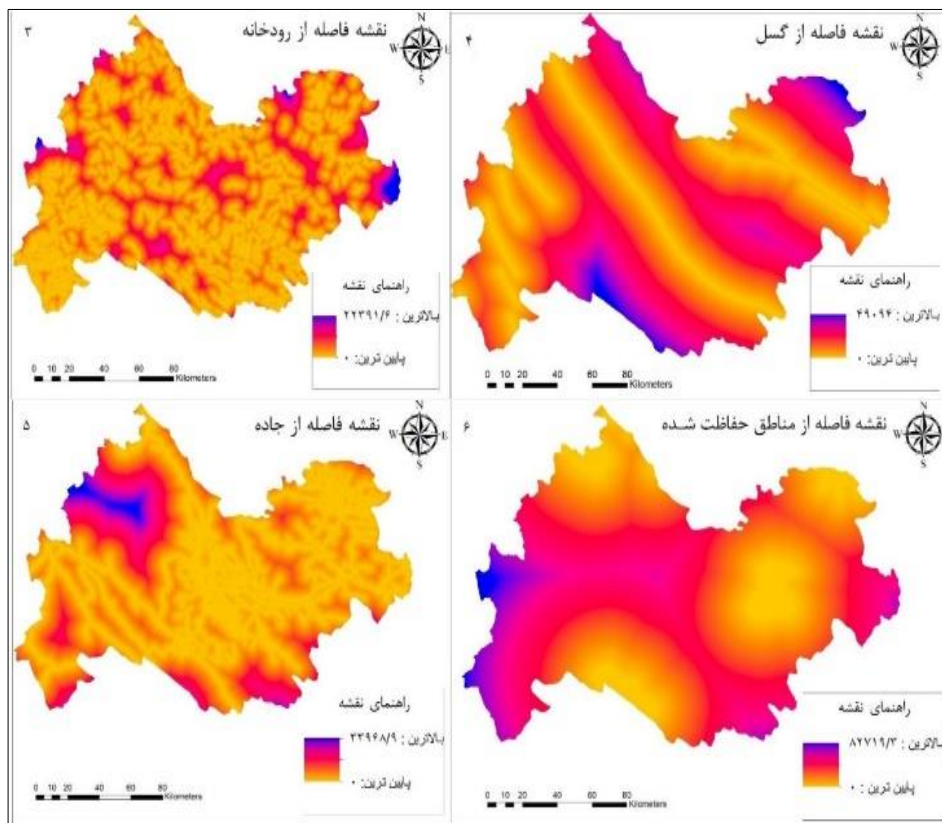 ۳
نقشه فاصله از رودخانه
N
W E
S
راهنمای نقشه
بالاترین : ۲۲۳۹۱/۶
پایین ترین: ۰
0 10 20 40 60 80
Kilometers
۴
نقشه فاصله از گسل
N
W E
S
راهنمای نقشه
بالاترین : ۴۹۰۹۴
پایین ترین: ۰
0 10 20 40 60 80
Kilometers
۵
نقشه فاصله از جاده
N
W E
S
راهنمای نقشه
بالاترین : ۲۳۹۶۸/۹
پایین ترین: ۰
0 10 20 40 60 80
Kilometers
۶
نقشه فاصله از مناطق حفاظت شده
N
W E
S
راهنمای نقشه
بالاترین : ۸۲۷۱۹/۳
پایین ترین: ۰
0 10 20 40 60 80
Kilometers